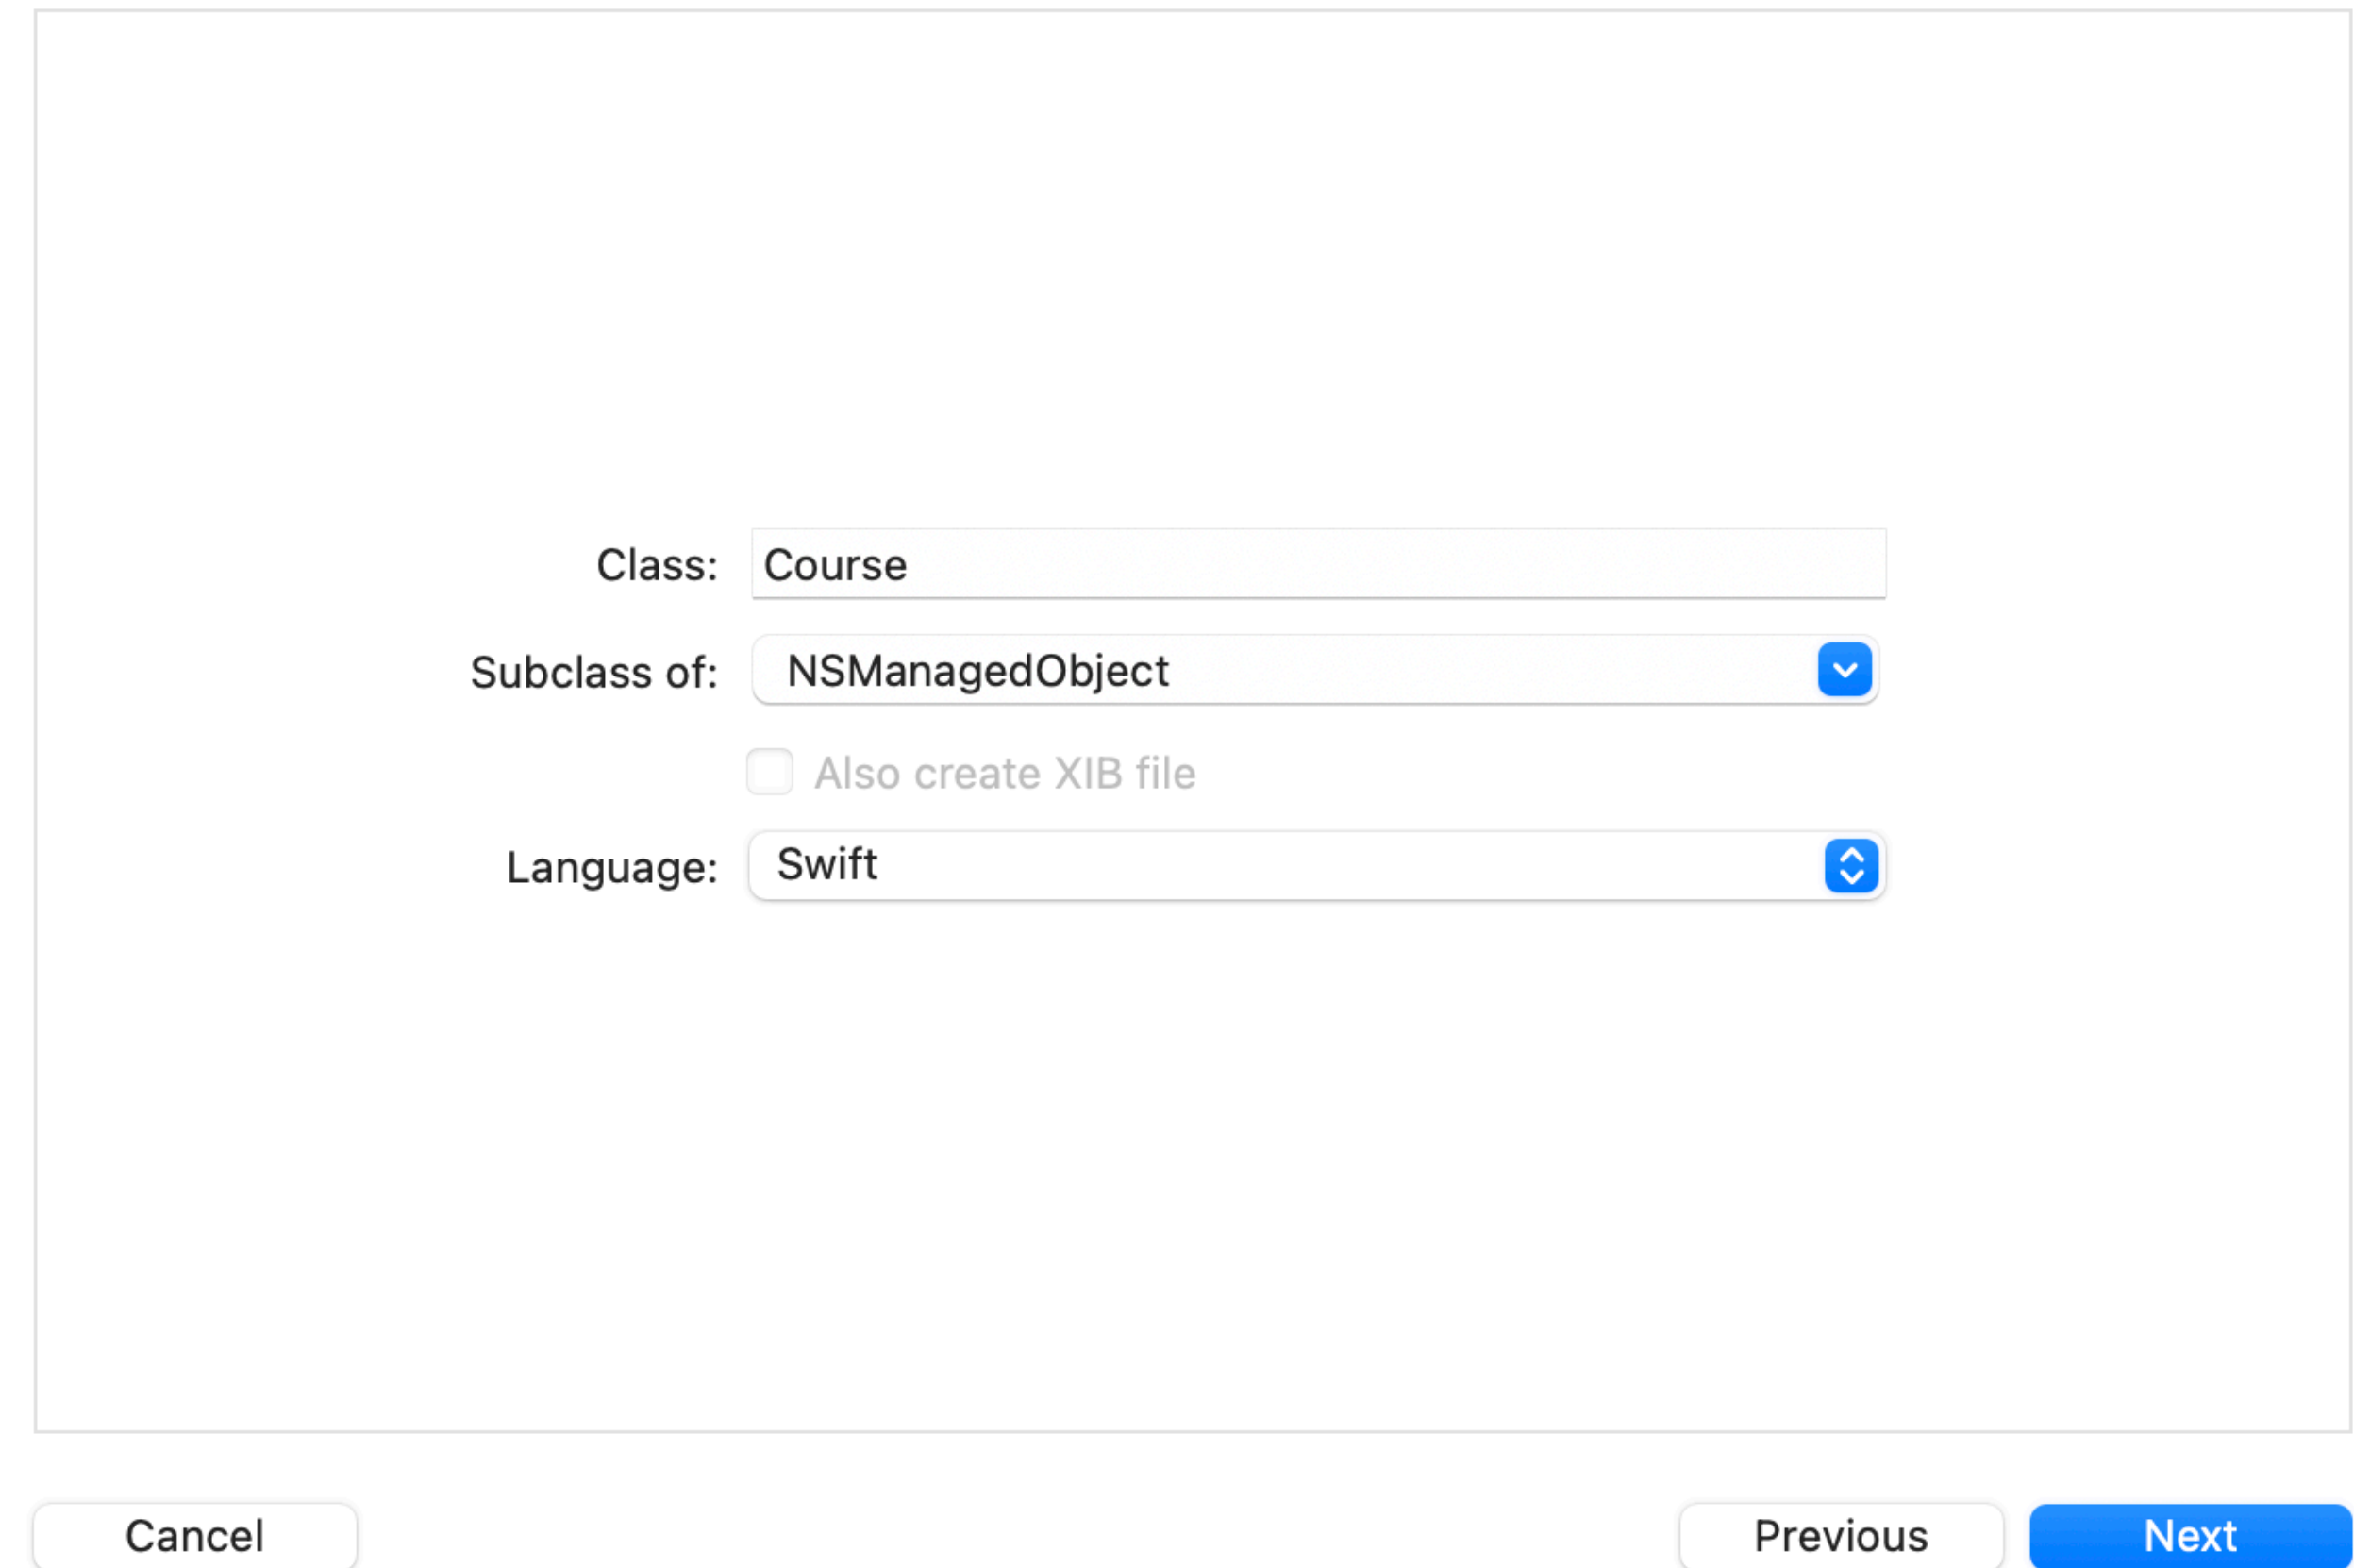 Class: Course
Subclass of: NSManagedObject
Also create XIB file
Language: Swift
Cancel Previous Next